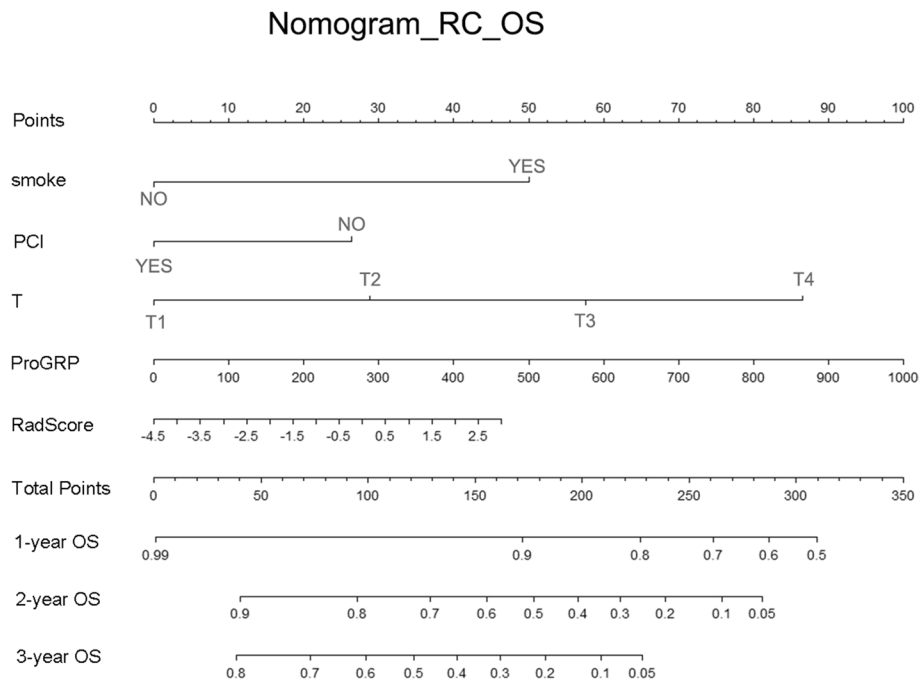 Nomogram_RC_OS
0 10 20 30 40 50 60 70 80 90 100
Points
YES
smoke
NO
NO
PCI
YES
T2 T4
T
T1 T3
ProGRP
0 100 200 300 400 500 600 700 800 900 1000
RadScore
-4.5 -3.5 -2.5 -1.5 -0.5 0.5 1.5 2.5
Total Points
0 50 100 150 200 250 300 350
1-year OS
0.99 0.9 0.8 0.7 0.6 0.5
2-year OS
0.9 0.8 0.7 0.6 0.5 0.4 0.3 0.2 0.1 0.05
3-year OS
0.8 0.7 0.6 0.5 0.4 0.3 0.2 0.1 0.05